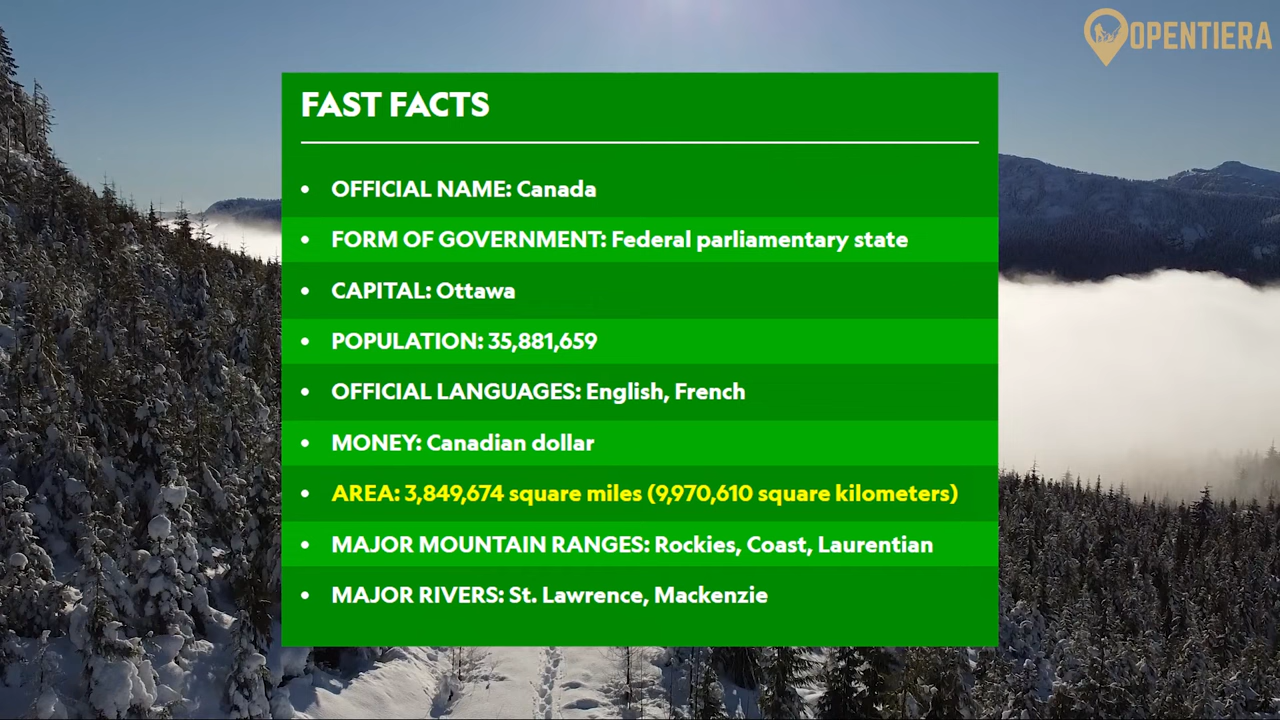 OPENTIERA
FAST FACTS
• OFFICIAL NAME: Canada
• FORM OF GOVERNMENT: Federal parliamentary state
• CAPITAL: Ottawa
• POPULATION: 35,881,659
• OFFICIAL LANGUAGES: English, French
• MONEY: Canadian dollar
• AREA: 3,849,674 square miles (9,970,610 square kilometers)
• MAJOR MOUNTAIN RANGES: Rockies, Coast, Laurentian
• MAJOR RIVERS: St. Lawrence, Mackenzie